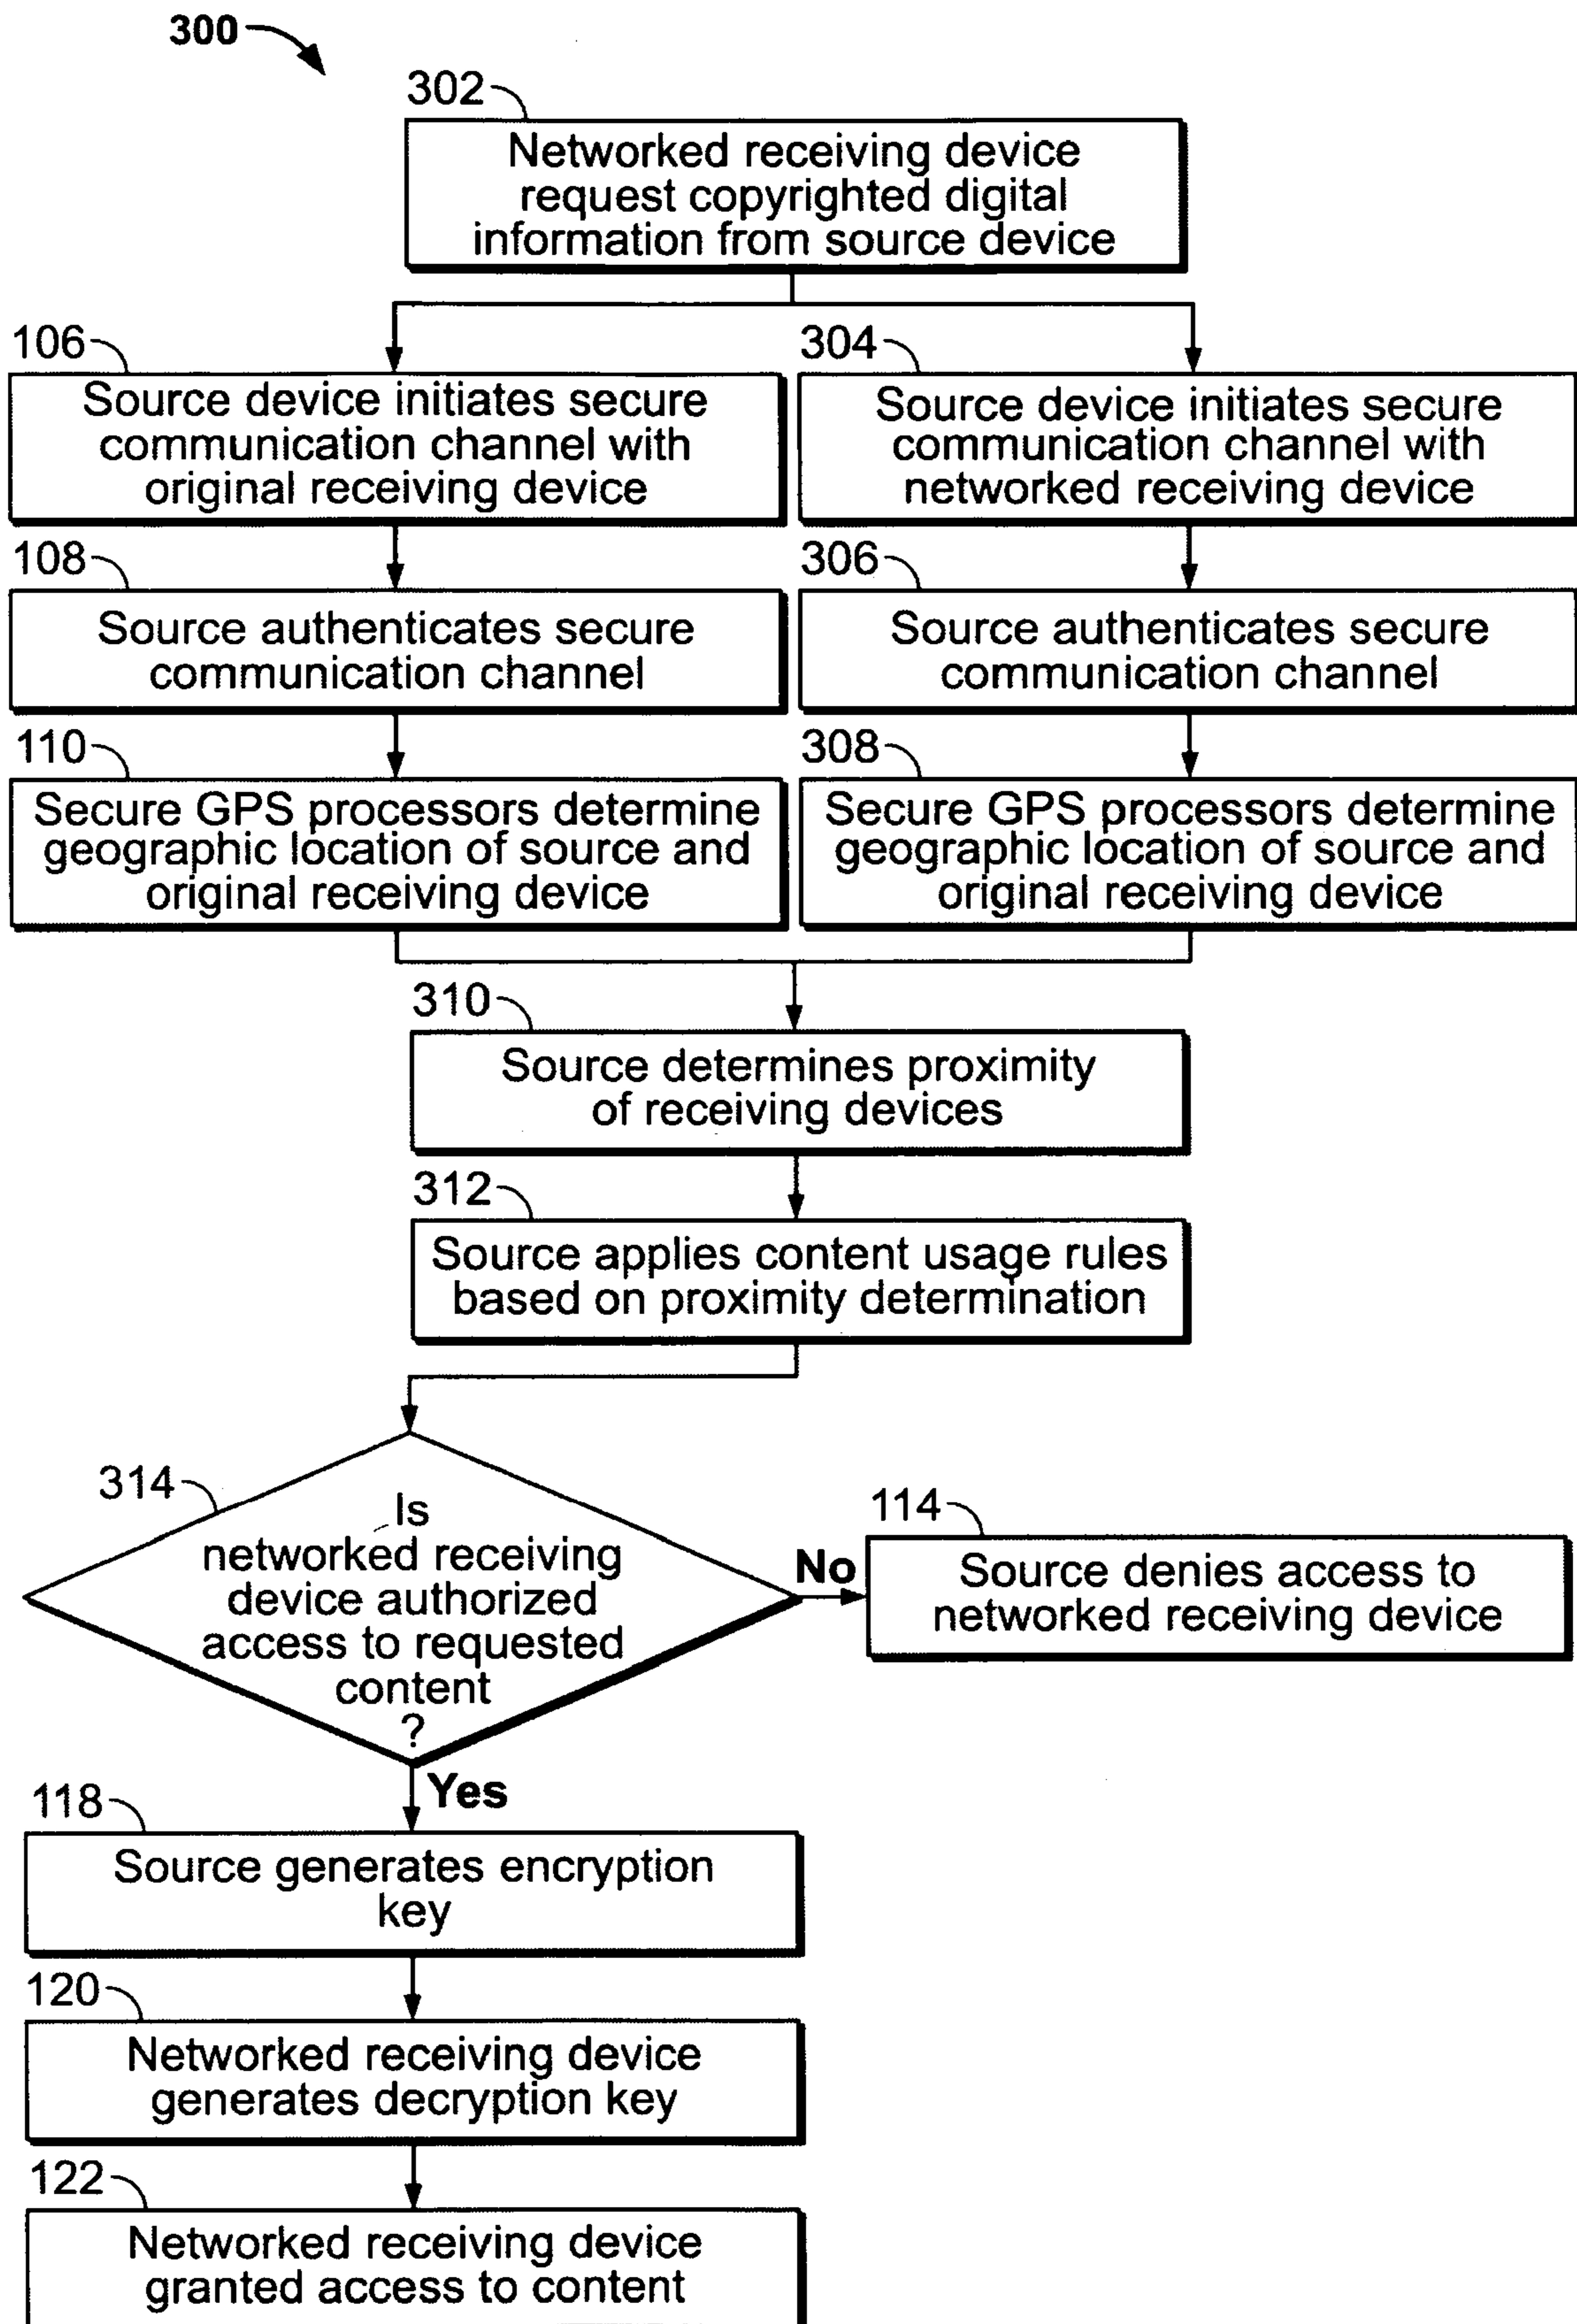 300
302
Networked receiving device
request copyrighted digital
information from source device
106
Source device initiates secure
communication channel with
original receiving device
304
Source device initiates secure
communication channel with
networked receiving device
108
Source authenticates secure
communication channel
306
Source authenticates secure
communication channel
110
Secure GPS processors determine
geographic location of source and
original receiving device
308
Secure GPS processors determine
geographic location of source and
original receiving device
310
Source determines proximity
of receiving devices
312
Source applies content usage rules
based on proximity determination
314
Is
networked receiving
device authorized
access to requested
content
?
No
114
Source denies access to
networked receiving device
Yes
118
Source generates encryption
key
120
Networked receiving device
generates decryption key
122
Networked receiving device
granted access to content